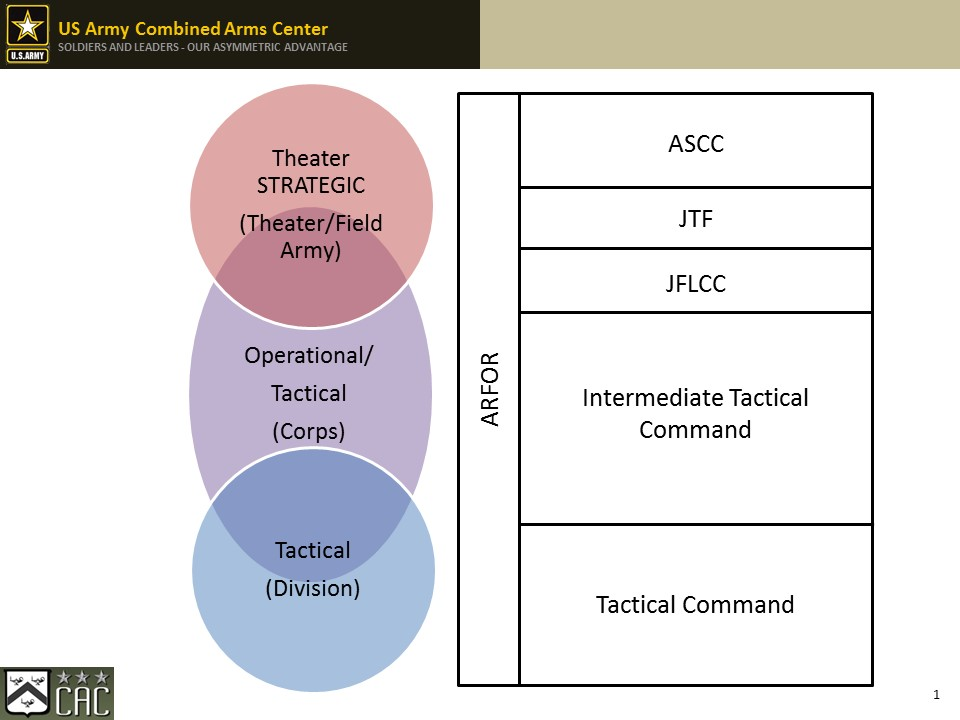 US Army Combined Arms Center
SOLDIERS AND LEADERS - OUR ASYMMETRIC ADVANTAGE
U.S.ARMY
Theater
STRATEGIC
(Theater/Field
Army)
Operational/
Tactical
(Corps)
Tactical
(Division)
ARFOR
ASCC
JTF
JFLCC
Intermediate Tactical
Command
Tactical Command
CAC
1